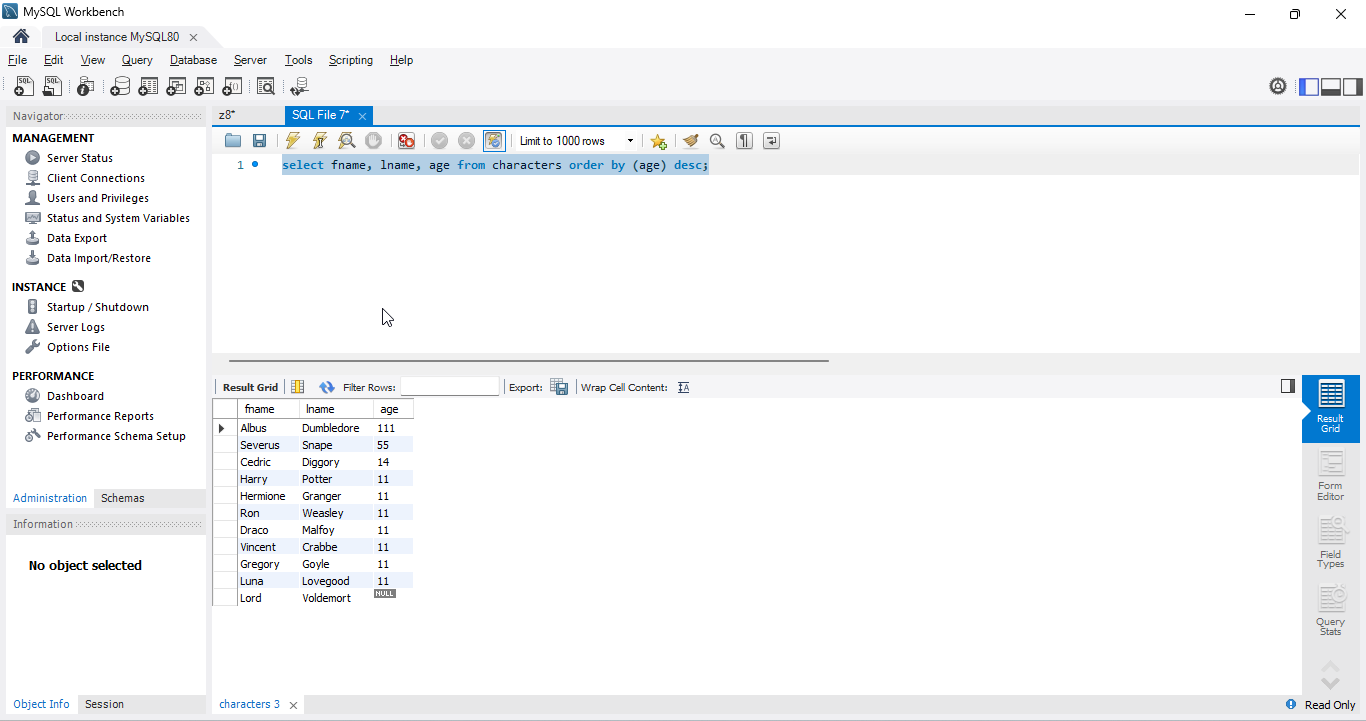 MySQL Workbench
Local instance MySQL80
File Edit View Query Database Server Tools Scripting Help
Navigator
z8*
SQL File 7*
MANAGEMENT
Server Status
Client Connections
Users and Privileges
Status and System Variables
Data Export
Data Import/Restore
INSTANCE
Startup / Shutdown
Server Logs
Options File
PERFORMANCE
Dashboard
Performance Reports
Performance Schema Setup
Administration Schemas
Information
No object selected
Object Info Session
Limit to 1000 rows
1 select fname, lname, age from characters order by (age) desc;
Result Grid Filter Rows: Export: Wrap Cell Content:
fname lname age
Albus Dumbledore 111
Severus Snape 55
Cedric Diggory 14
Harry Potter 11
Hermione Granger 11
Ron Weasley 11
Draco Malfoy 11
Vincent Crabbe 11
Gregory Goyle 11
Luna Lovegood 11
Lord Voldemort NULL
Result
Grid
Form
Editor
Field
Types
Query
Stats
characters 3
Read Only